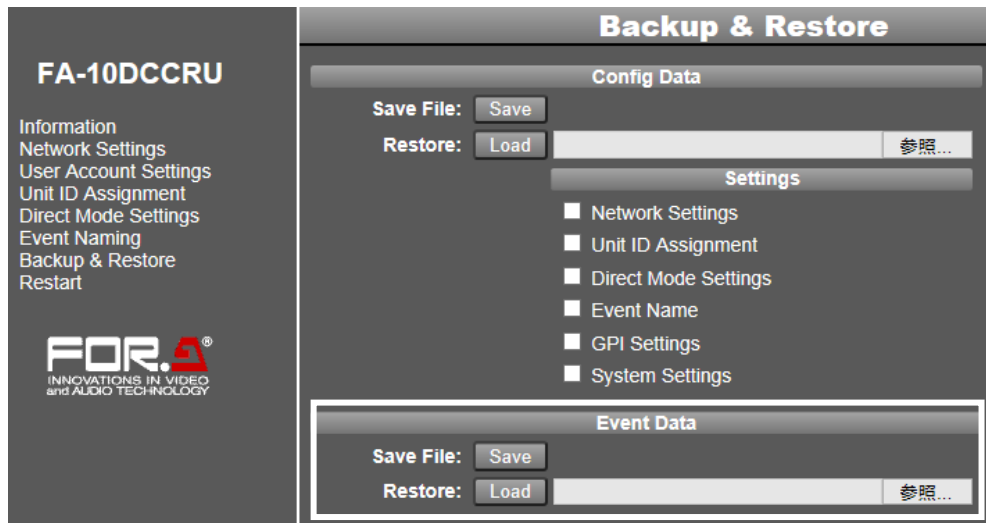 FA-10DCCRU
Information
Network Settings
User Account Settings
Unit ID Assignment
Direct Mode Settings
Event Naming
Backup & Restore
Restart
FOR.A®
INNOVATIONS IN VIDEO
and AUDIO TECHNOLOGY
Backup & Restore
Config Data
Save File: Save
Restore: Load 参照...
Settings
Network Settings
Unit ID Assignment
Direct Mode Settings
Event Name
GPI Settings
System Settings
Event Data
Save File: Save
Restore: Load 参照...